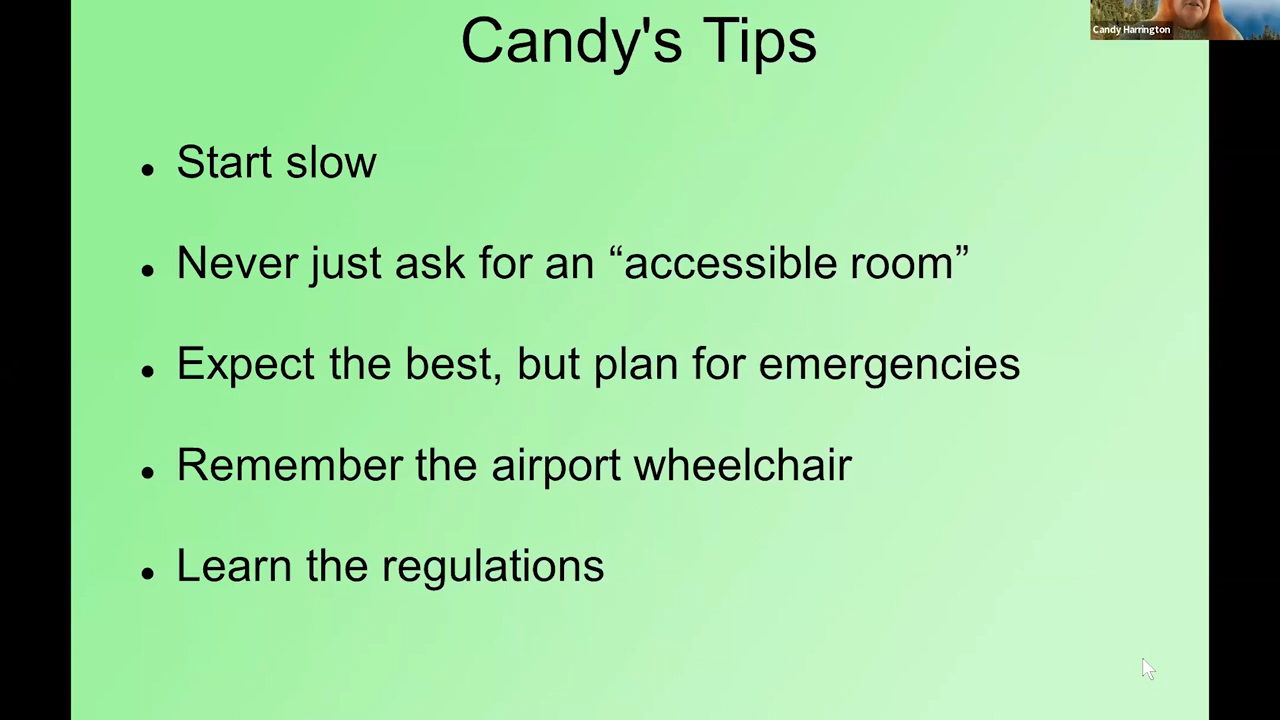 Candy's Tips
Candy Harrington
• Start slow
• Never just ask for an “accessible room”
• Expect the best, but plan for emergencies
• Remember the airport wheelchair
• Learn the regulations